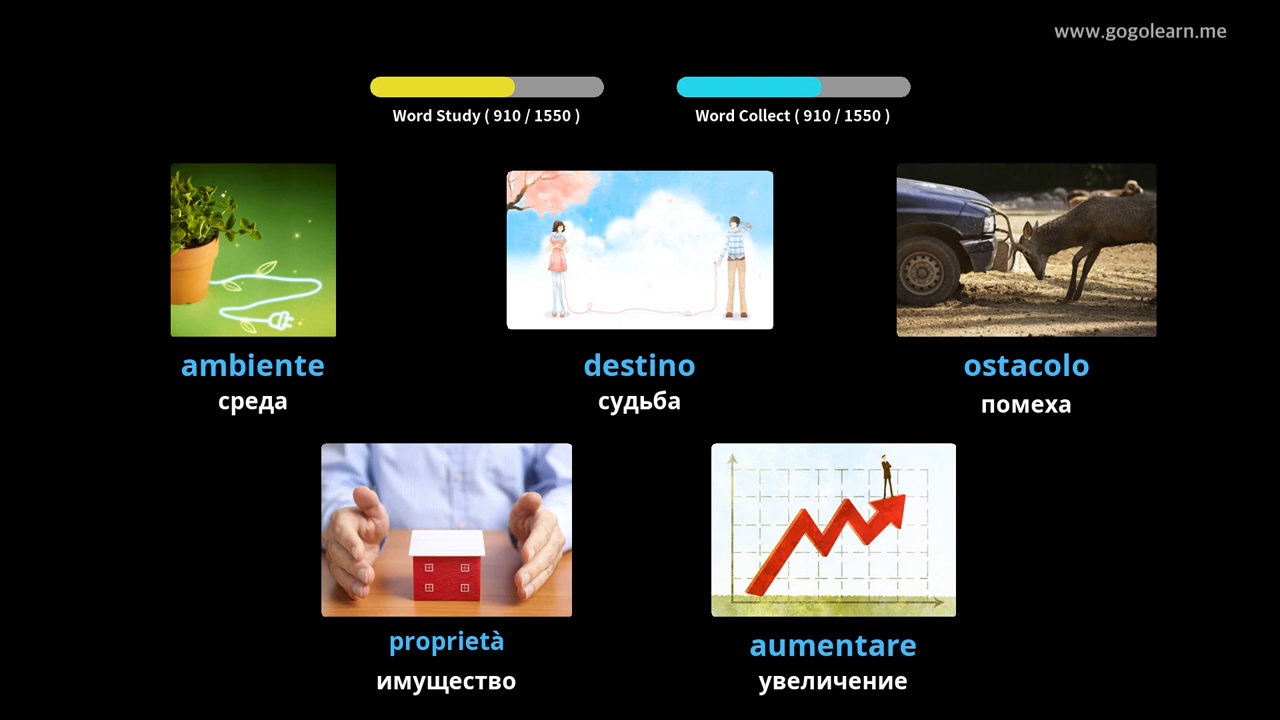 www.gogolearn.me
Word Study ( 910 / 1550 )
Word Collect ( 910 / 1550 )
ambiente
среда
destino
судьба
ostacolo
помеха
proprietà
имущество
aumentare
увеличение